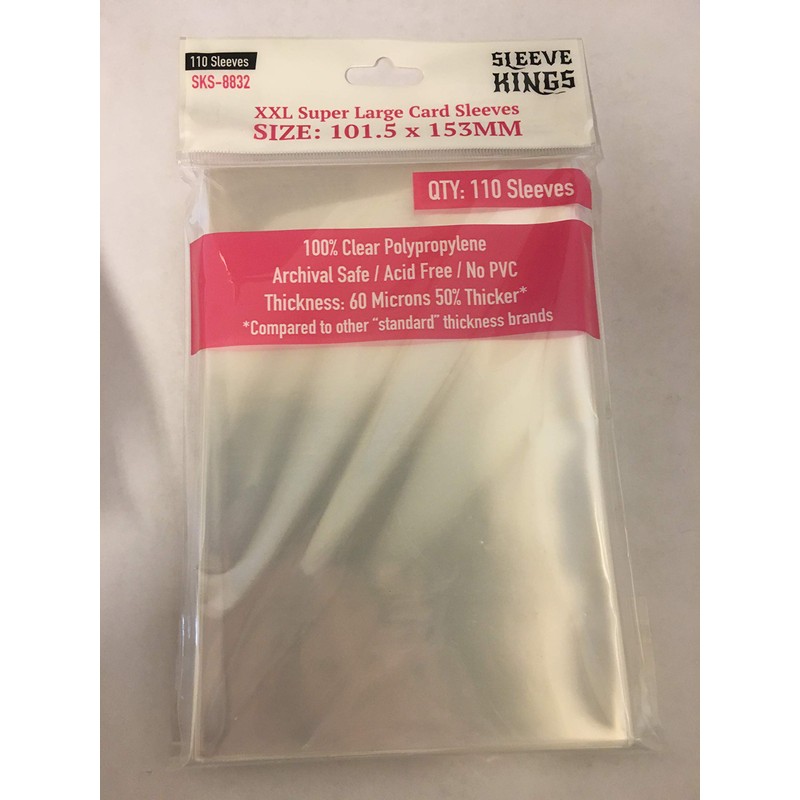 110 Sleeves
SKS-8832
SLEEVE
KINGS
XXL Super Large Card Sleeves
SIZE: 101.5 x 153MM
QTY: 110 Sleeves
100% Clear Polypropylene
Archival Safe / Acid Free / No PVC
Thickness: 60 Microns 50% Thicker*
*Compared to other “standard” thickness brands